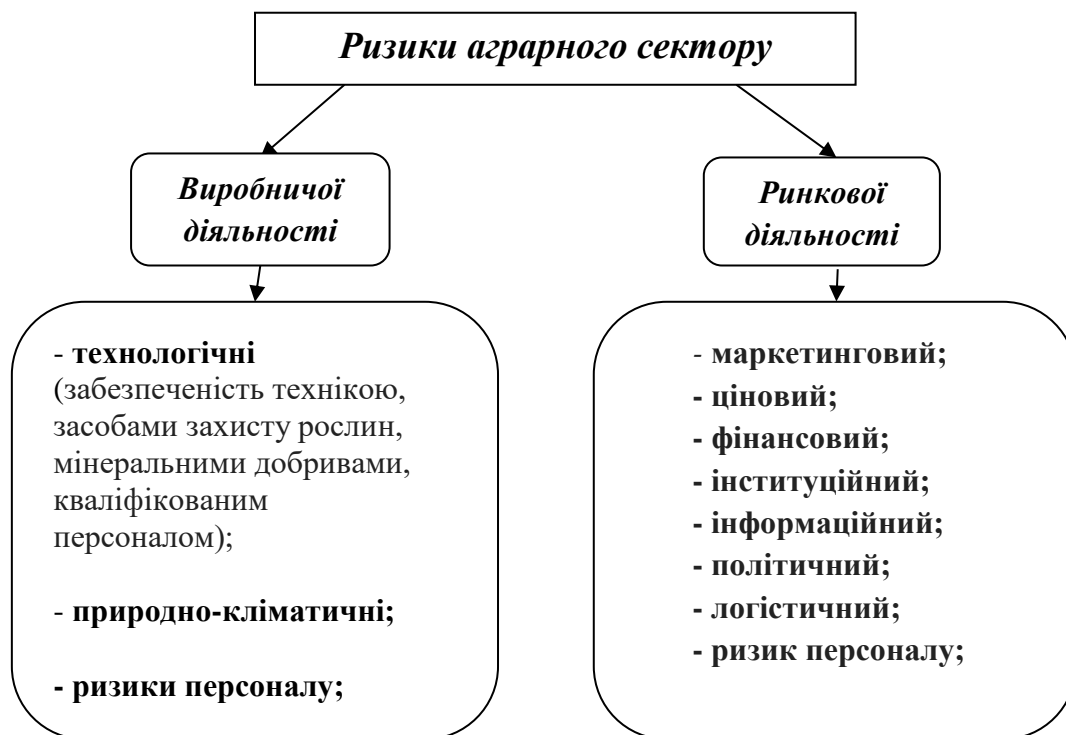 Ризики аграрного сектору
Виробничої
діяльності
Ринкової
діяльності
- технологічні
(забезпеченість технікою,
засобами захисту рослин,
мінеральними добривами,
кваліфікованим
персоналом);
- природно-кліматичні;
- ризики персоналу;
- маркетинговий;
- ціновий;
- фінансовий;
- інституційний;
- інформаційний;
- політичний;
- логістичний;
- ризик персоналу;